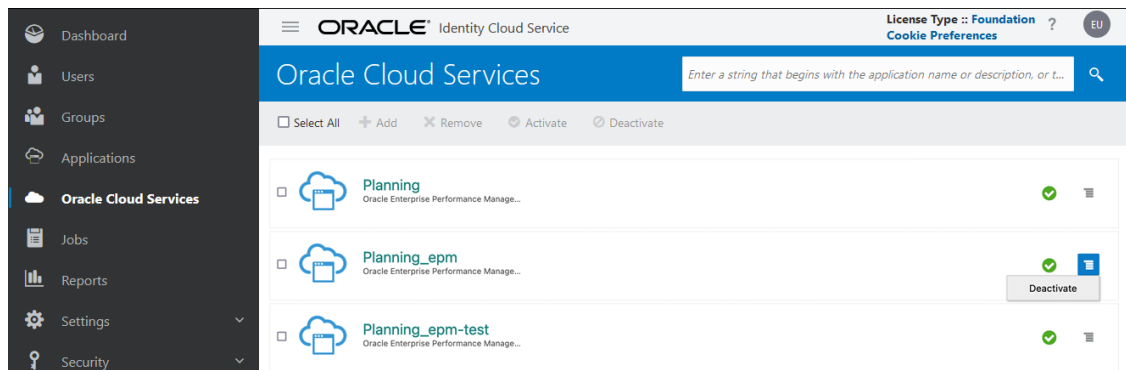 Dashboard
Users
Groups
Applications
Oracle Cloud Services
Jobs
Reports
Settings
Security
ORACLE® Identity Cloud Service
License Type :: Foundation
Cookie Preferences
?
EU
Oracle Cloud Services
Enter a string that begins with the application name or description, or t...
Select All Add Remove Activate Deactivate
Planning
Oracle Enterprise Performance Manage...
Planning_epm
Oracle Enterprise Performance Manage...
Deactivate
Planning_epm-test
Oracle Enterprise Performance Manage...